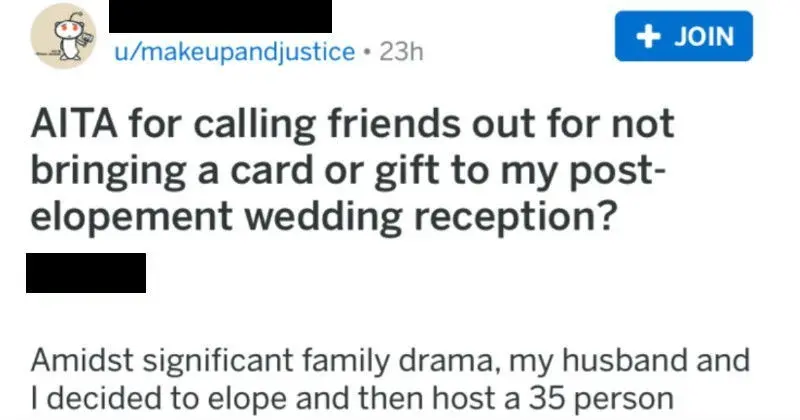 u/makeupandjustice • 23h
+ JOIN
AITA for calling friends out for not
bringing a card or gift to my post-
elopement wedding reception?
Amidst significant family drama, my husband and
I decided to elope and then host a 35 person